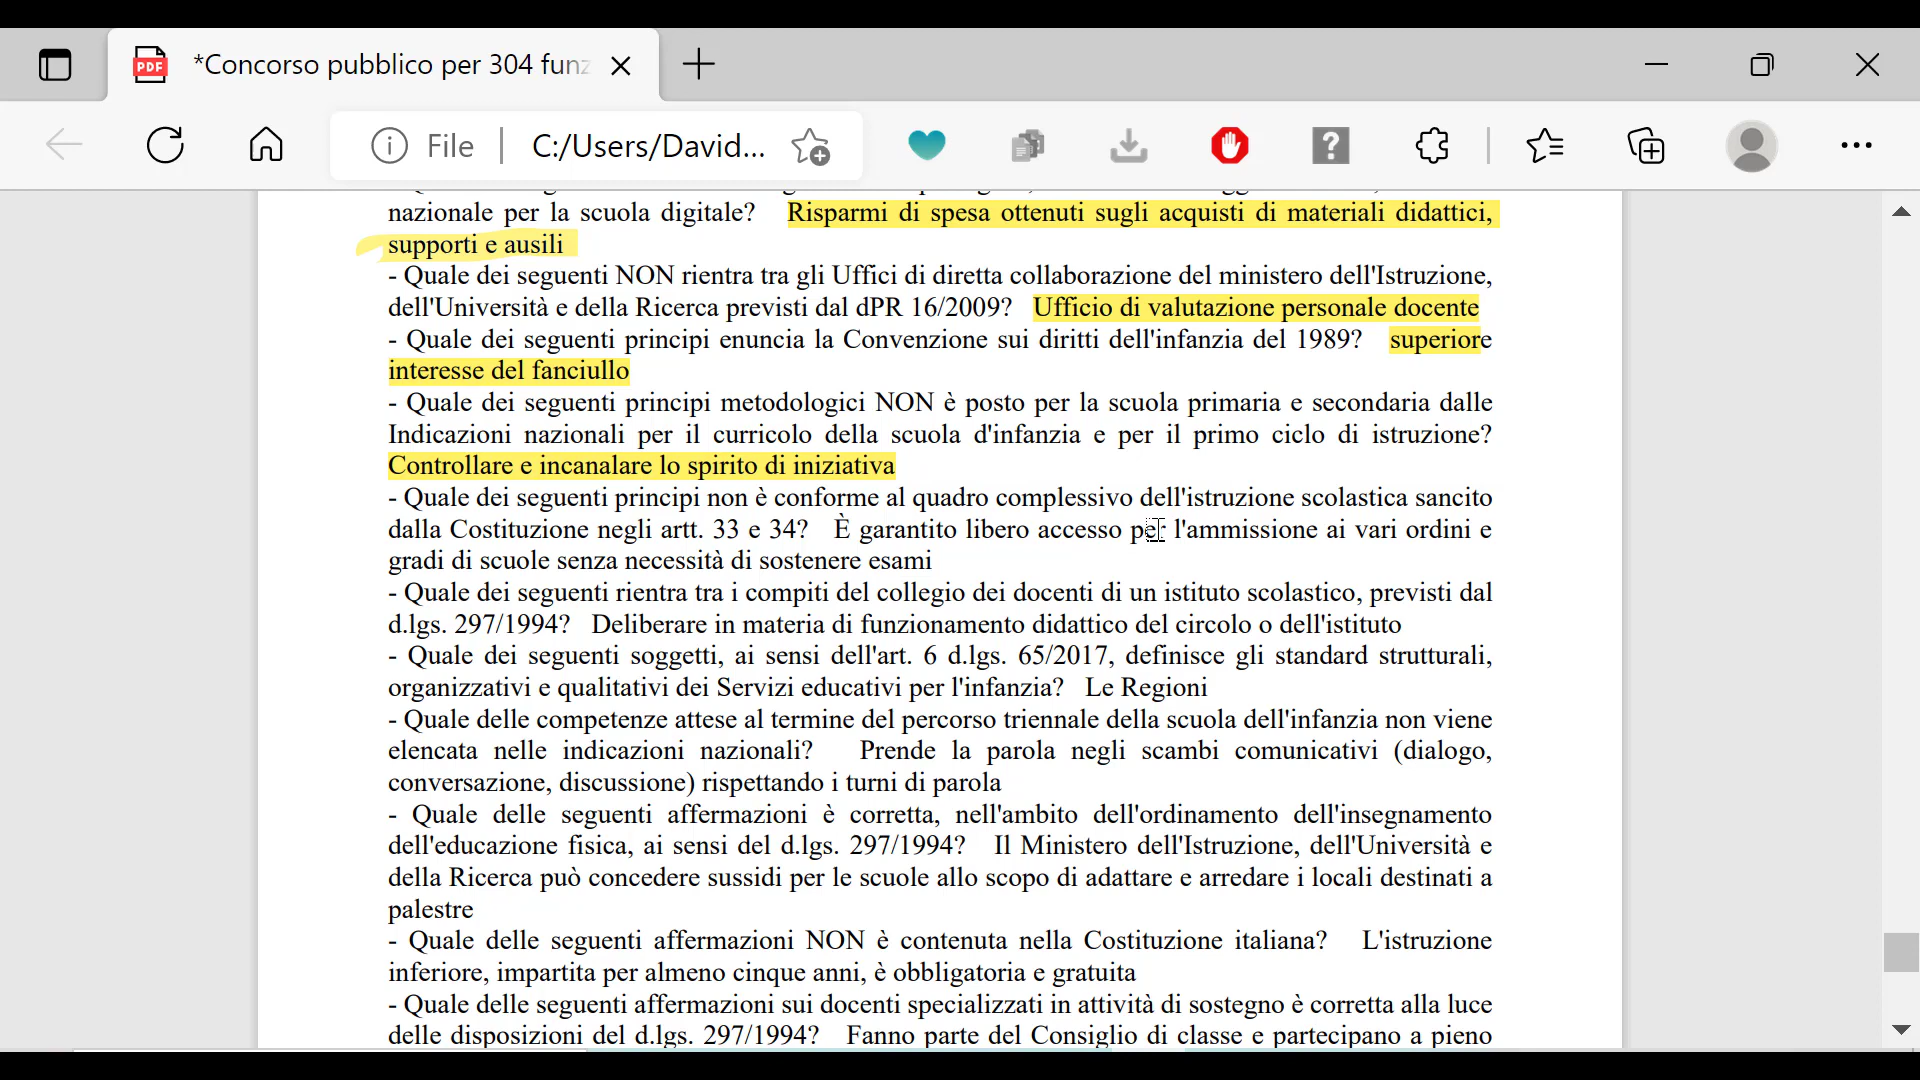 *Concorso pubblico per 304 fun
File
C:/Users/David...
nazionale per la scuola digitale? Risparmi di spesa ottenuti sugli acquisti di materiali didattici,
supporti e ausili
- Quale dei seguenti NON rientra tra gli Uffici di diretta collaborazione del ministero dell'Istruzione,
dell'Università e della Ricerca previsti dal dPR 16/2009? Ufficio di valutazione personale docente
- Quale dei seguenti principi enuncia la Convenzione sui diritti dell'infanzia del 1989? superiore
interesse del fanciullo
- Quale dei seguenti principi metodologici NON è posto per la scuola primaria e secondaria dalle
Indicazioni nazionali per il curricolo della scuola d'infanzia e per il primo ciclo di istruzione?
Controllare e incanalare lo spirito di iniziativa
- Quale dei seguenti principi non è conforme al quadro complessivo dell'istruzione scolastica sancito
dalla Costituzione negli artt. 33 e 34? È garantito libero accesso per l'ammissione ai vari ordini e
gradi di scuole senza necessità di sostenere esami
- Quale dei seguenti rientra tra i compiti del collegio dei docenti di un istituto scolastico, previsti dal
d.lgs. 297/1994? Deliberare in materia di funzionamento didattico del circolo o dell'istituto
- Quale dei seguenti soggetti, ai sensi dell'art. 6 d.lgs. 65/2017, definisce gli standard strutturali,
organizzativi e qualitativi dei Servizi educativi per l'infanzia? Le Regioni
- Quale delle competenze attese al termine del percorso triennale della scuola dell'infanzia non viene
elencata nelle indicazioni nazionali? Prende la parola negli scambi comunicativi (dialogo,
conversazione, discussione) rispettando i turni di parola
- Quale delle seguenti affermazioni è corretta, nell'ambito dell'ordinamento dell'insegnamento
dell'educazione fisica, ai sensi del d.lgs. 297/1994? Il Ministero dell'Istruzione, dell'Università e
della Ricerca può concedere sussidi per le scuole allo scopo di adattare e arredare i locali destinati a
palestre
- Quale delle seguenti affermazioni NON è contenuta nella Costituzione italiana? L'istruzione
inferiore, impartita per almeno cinque anni, è obbligatoria e gratuita
- Quale delle seguenti affermazioni sui docenti specializzati in attività di sostegno è corretta alla luce
delle disposizioni del d.lgs. 297/1994? Fanno parte del Consiglio di classe e partecipano a pieno